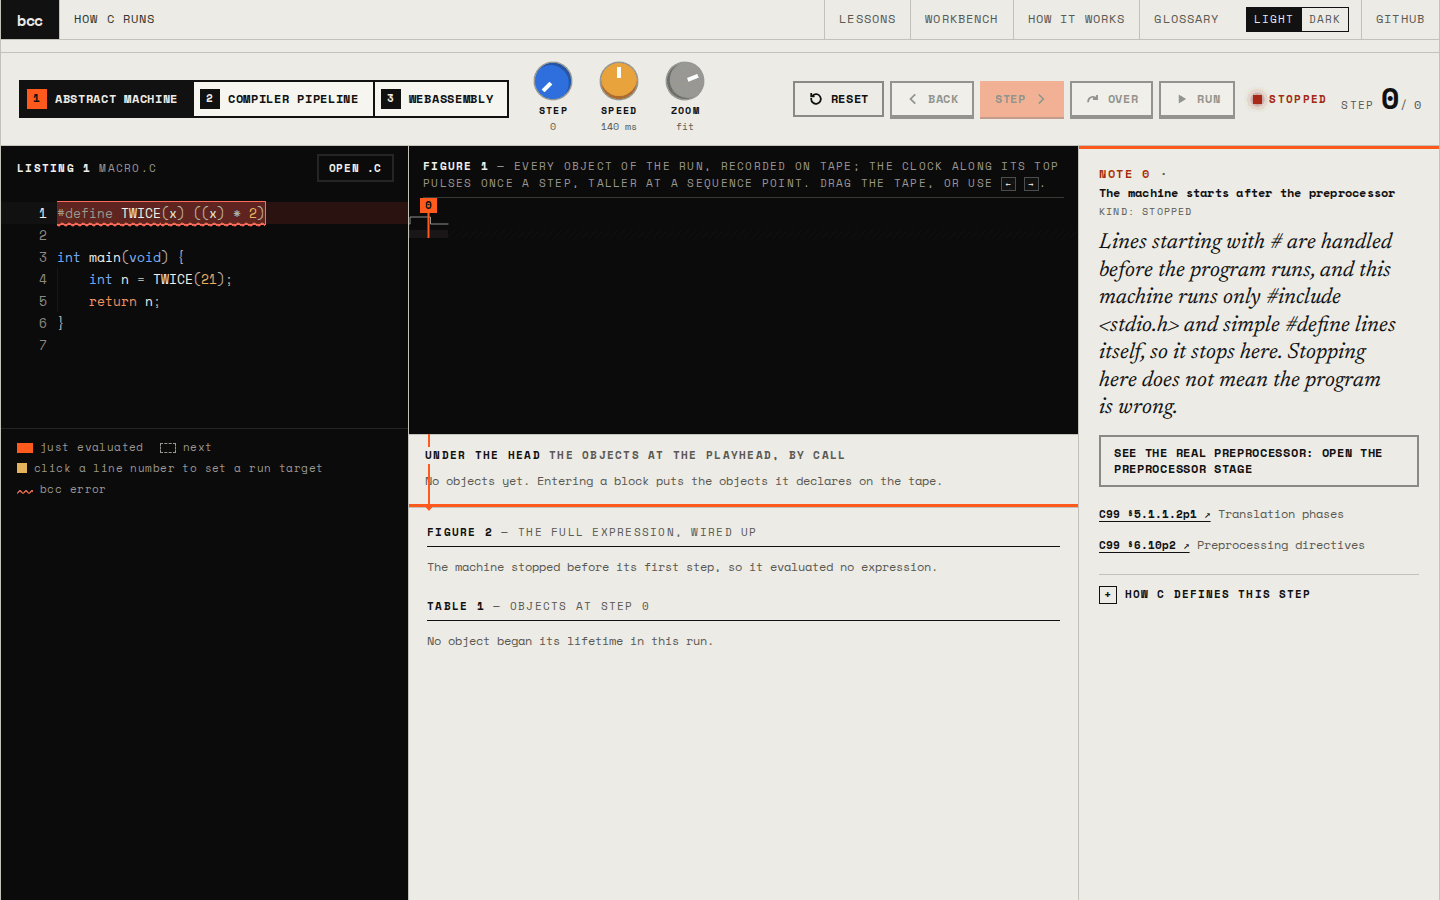 bcc
HOW C RUNS
LESSONS
WORKBENCH
HOW IT WORKS
GLOSSARY
LIGHT
DARK
GITHUB
1 ABSTRACT MACHINE
2 COMPILER PIPELINE
3 WEBASSEMBLY
STEP
0
SPEED
140 ms
ZOOM
fit
RESET
BACK
STEP
OVER
RUN
STOPPED
STEP 0/ 0
LISTING 1 MACRO.C
OPEN .C
1 #define TWICE(x) ((x) * 2)
2
3 int main(void) {
4 int n = TWICE(21);
5 return n;
6 }
7
just evaluated
next
click a line number to set a run target
bcc error
FIGURE 1 — EVERY OBJECT OF THE RUN, RECORDED ON TAPE; THE CLOCK ALONG ITS TOP
PULSES ONCE A STEP, TALLER AT A SEQUENCE POINT. DRAG THE TAPE, OR USE ← →.
0
UNDER THE HEAD THE OBJECTS AT THE PLAYHEAD, BY CALL
No objects yet. Entering a block puts the objects it declares on the tape.
FIGURE 2 — THE FULL EXPRESSION, WIRED UP
The machine stopped before its first step, so it evaluated no expression.
TABLE 1 — OBJECTS AT STEP 0
No object began its lifetime in this run.
NOTE 0 ·
The machine starts after the preprocessor
KIND: STOPPED
Lines starting with # are handled
before the program runs, and this
machine runs only #include
<stdio.h> and simple #define lines
itself, so it stops here. Stopping
here does not mean the program
is wrong.
SEE THE REAL PREPROCESSOR: OPEN THE
PREPROCESSOR STAGE
C99 §5.1.1.2p1 ↗ Translation phases
C99 §6.10p2 ↗ Preprocessing directives
+ HOW C DEFINES THIS STEP